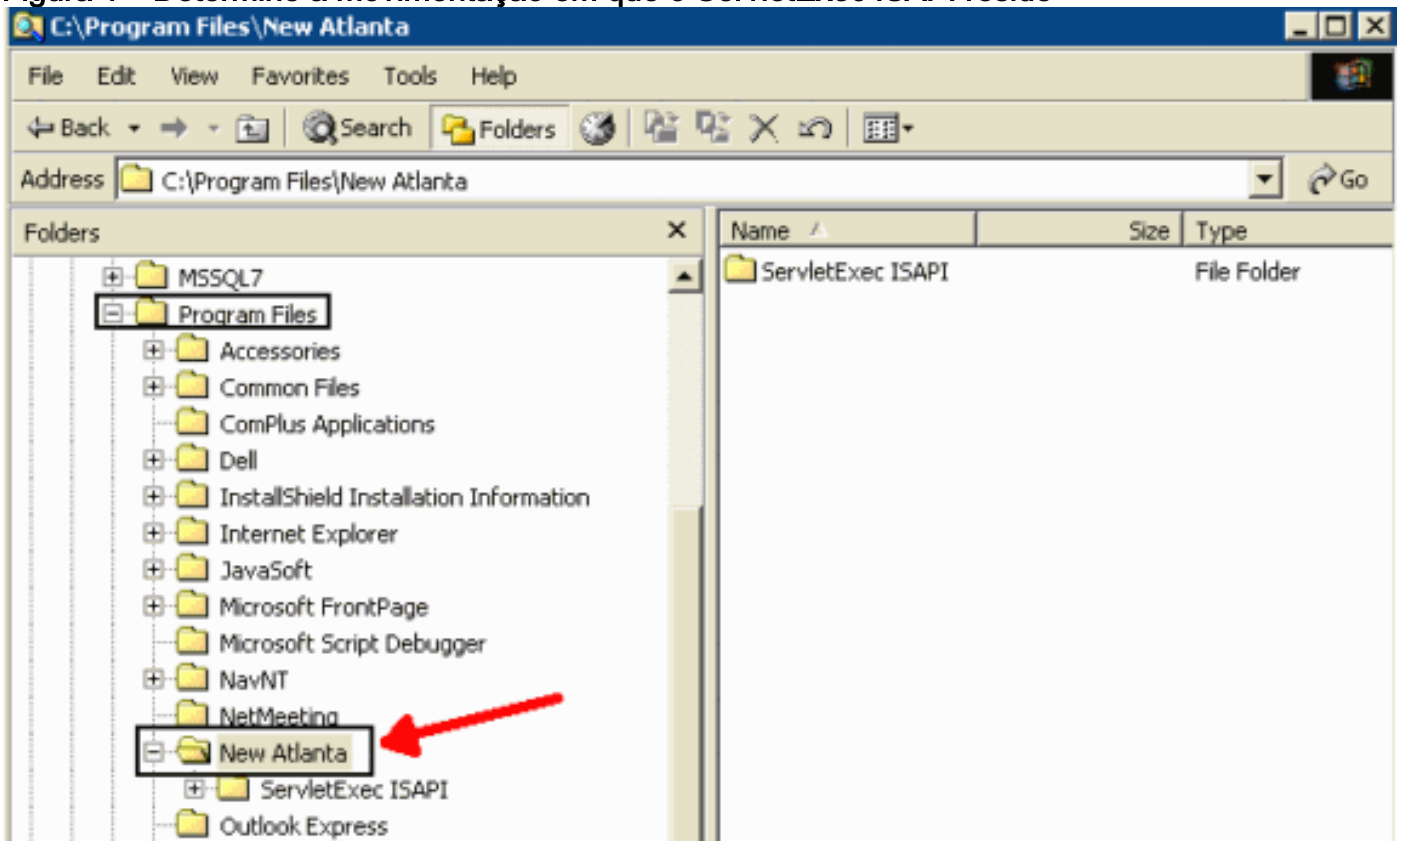 C:\Program Files\New Atlanta
File Edit View Favorites Tools Help
Back Search Folders
Address C:\Program Files\New Atlanta Go
Folders
Name Size Type
MSSQL7
ServletExec ISAPI File Folder
Program Files
Accessories
Common Files
ComPlus Applications
Dell
InstallShield Installation Information
Internet Explorer
JavaSoft
Microsoft FrontPage
Microsoft Script Debugger
NavNT
NetMeeting
New Atlanta
ServletExec ISAPI
Outlook Express